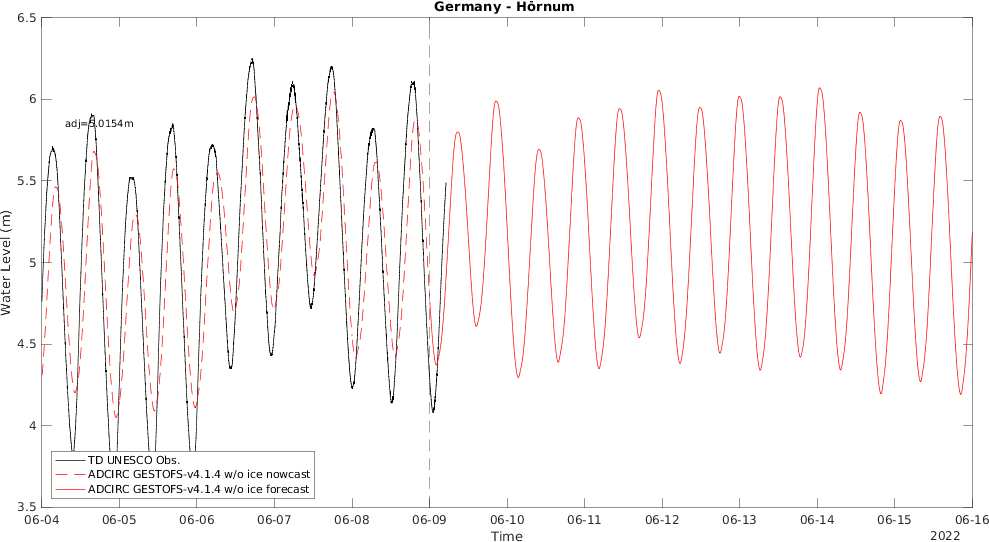 Germany - Hörnum
6.5
6
5.5
5
4.5
4
3.5
Water Level (m)
adj=5.0154m
TD UNESCO Obs.
ADCIRC GESTOFS-v4.1.4 w/o ice nowcast
ADCIRC GESTOFS-v4.1.4 w/o ice forecast
06-04 06-05 06-06 06-07 06-08 06-09 06-10 06-11 06-12 06-13 06-14 06-15 06-16
Time
2022